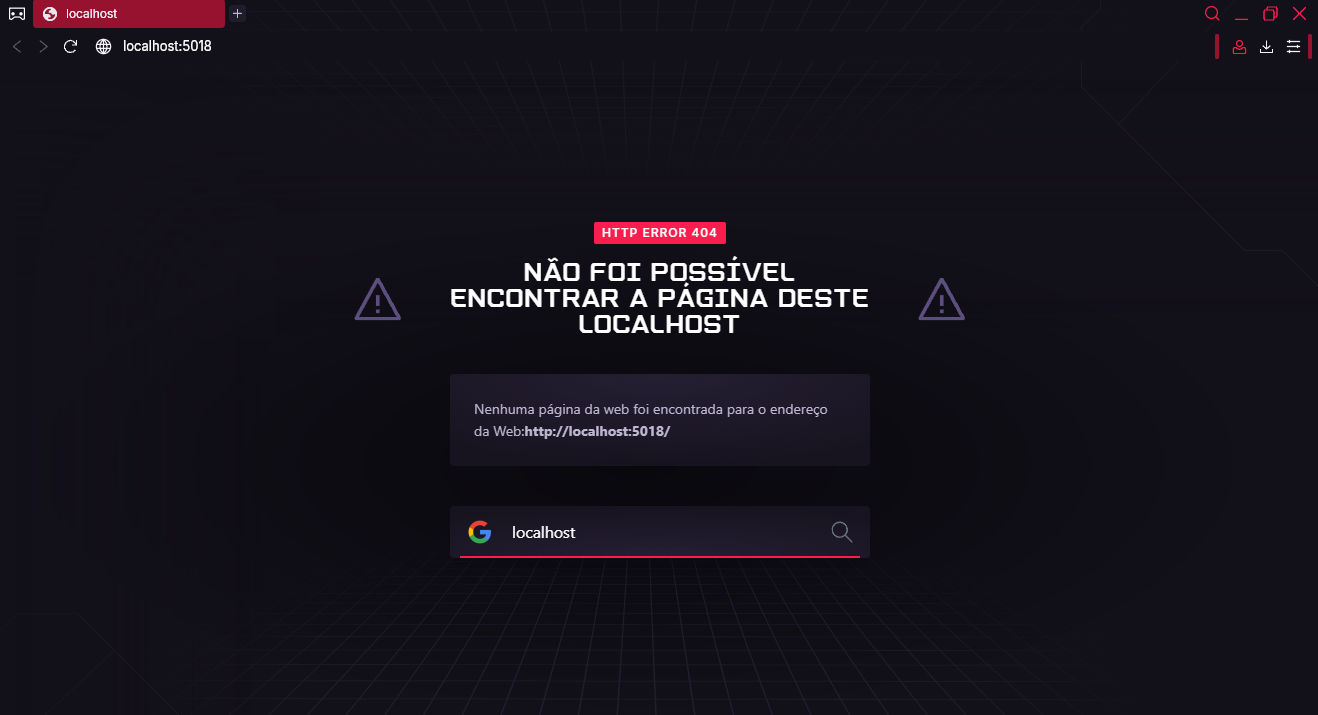 localhost
localhost:5018
HTTP ERROR 404
NÃO FOI POSSÍVEL
ENCONTRAR A PÁGINA DESTE
LOCALHOST
Nenhuma página da web foi encontrada para o endereço
da Web:http://localhost:5018/
localhost